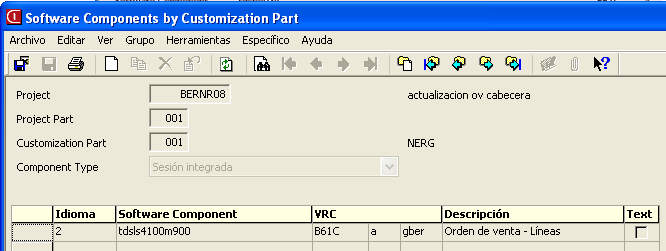 Software Components by Customization Part
Archivo Editar Ver Grupo Herramientas Específico Ayuda
Project BERNR08 actualizacion ov cabecera
Project Part 001
Customization Part 001 NERG
Component Type Sesión integrada
Idioma Software Component VRC Descripción Text
2 tdsls4100m900 B61C a gber Orden de venta - Líneas